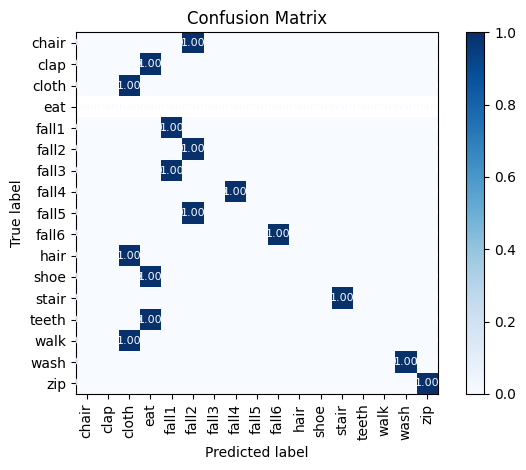 Confusion Matrix
chair 1.00
clap 1.00
cloth 1.00
eat
fall1 1.00
fall2 1.00
fall3 1.00
fall4 1.00
fall5 1.00
fall6 1.00
hair 1.00
shoe 1.00
stair 1.00
teeth 1.00
walk 1.00
wash 1.00
zip 1.00
True label
chair clap cloth eat fall1 fall2 fall3 fall4 fall5 fall6 hair shoe stair teeth walk wash zip
Predicted label
1.0
0.8
0.6
0.4
0.2
0.0